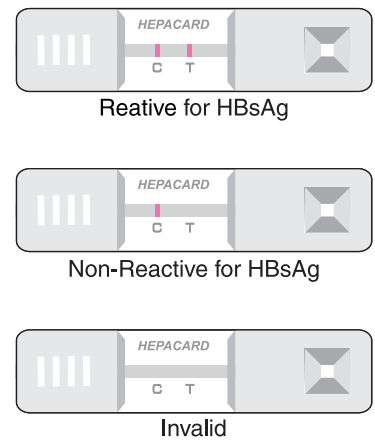 HEPACARD
C T
Reative for HBsAg
HEPACARD
C T
Non-Reactive for HBsAg
HEPACARD
C T
Invalid